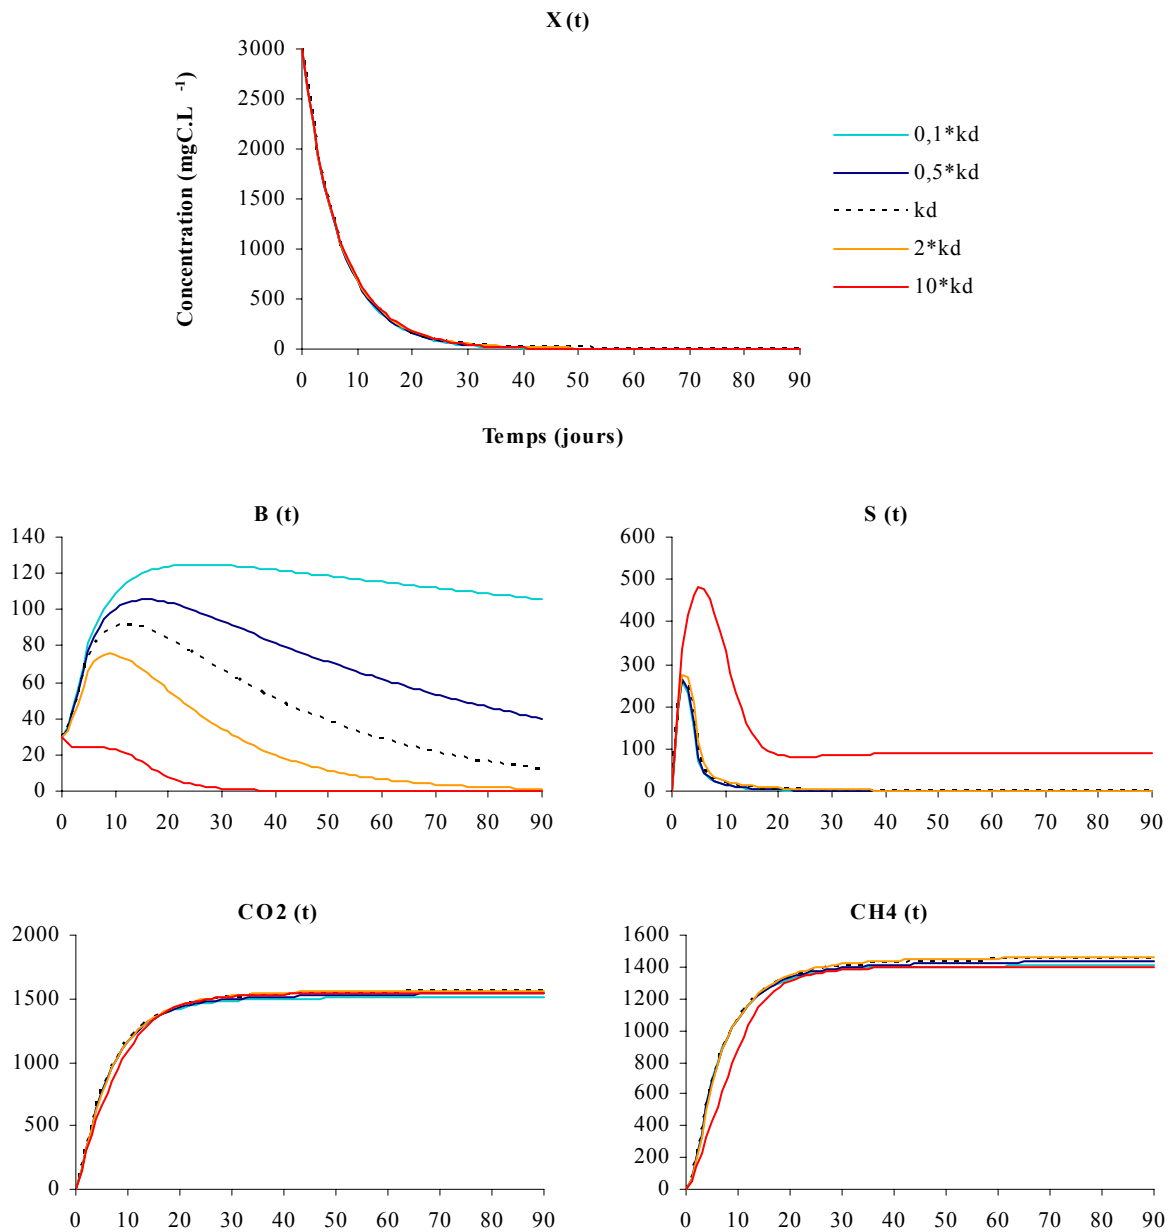 X (t)
Concentration (mgC.L -1)
3000
2500
2000
1500
1000
500
0
0 10 20 30 40 50 60 70 80 90
Temps (jours)
0,1*kd
0,5*kd
kd
2*kd
10*kd
B (t)
140
120
100
80
60
40
20
0
0 10 20 30 40 50 60 70 80 90
S (t)
600
500
400
300
200
100
0
0 10 20 30 40 50 60 70 80 90
CO2 (t)
2000
1500
1000
500
0
0 10 20 30 40 50 60 70 80 90
CH4 (t)
1600
1400
1200
1000
800
600
400
200
0
0 10 20 30 40 50 60 70 80 90